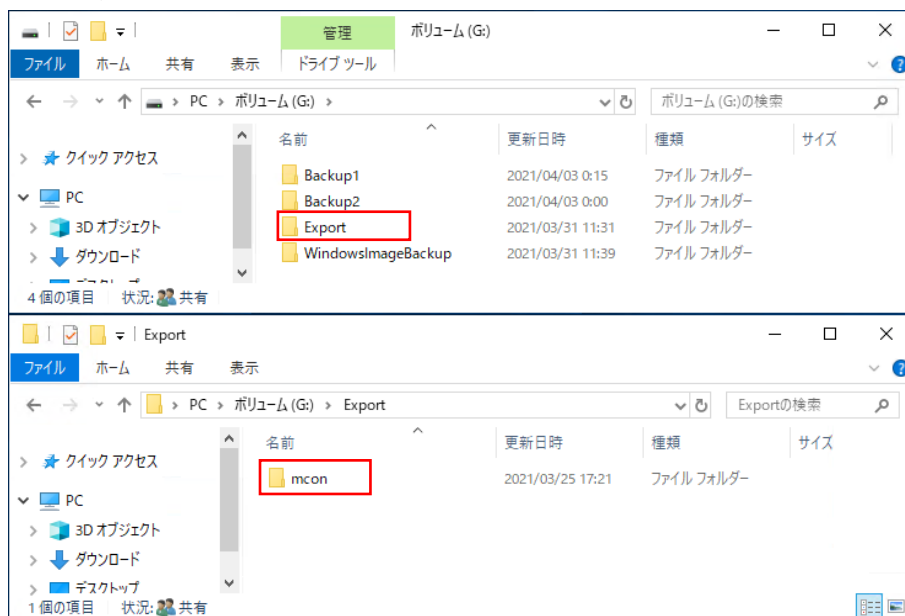 管理 ボリューム (G:)
ファイル ホーム 共有 表示 ドライブ ツール
PC > ボリューム (G:) > ボリューム (G:)の検索
名前 更新日時 種類 サイズ
クイック アクセス
PC
3D オブジェクト
ダウンロード
デスクトップ
Backup1 2021/04/03 0:15 ファイル フォルダー
Backup2 2021/04/03 0:00 ファイル フォルダー
Export 2021/03/31 11:31 ファイル フォルダー
WindowsImageBackup 2021/03/31 11:39 ファイル フォルダー
4 個の項目 状況: 共有
Export
ファイル ホーム 共有 表示
PC > ボリューム (G:) > Export Exportの検索
名前 更新日時 種類 サイズ
クイック アクセス
PC
3D オブジェクト
ダウンロード
デスクトップ
mcon 2021/03/25 17:21 ファイル フォルダー
1 個の項目 状況: 共有